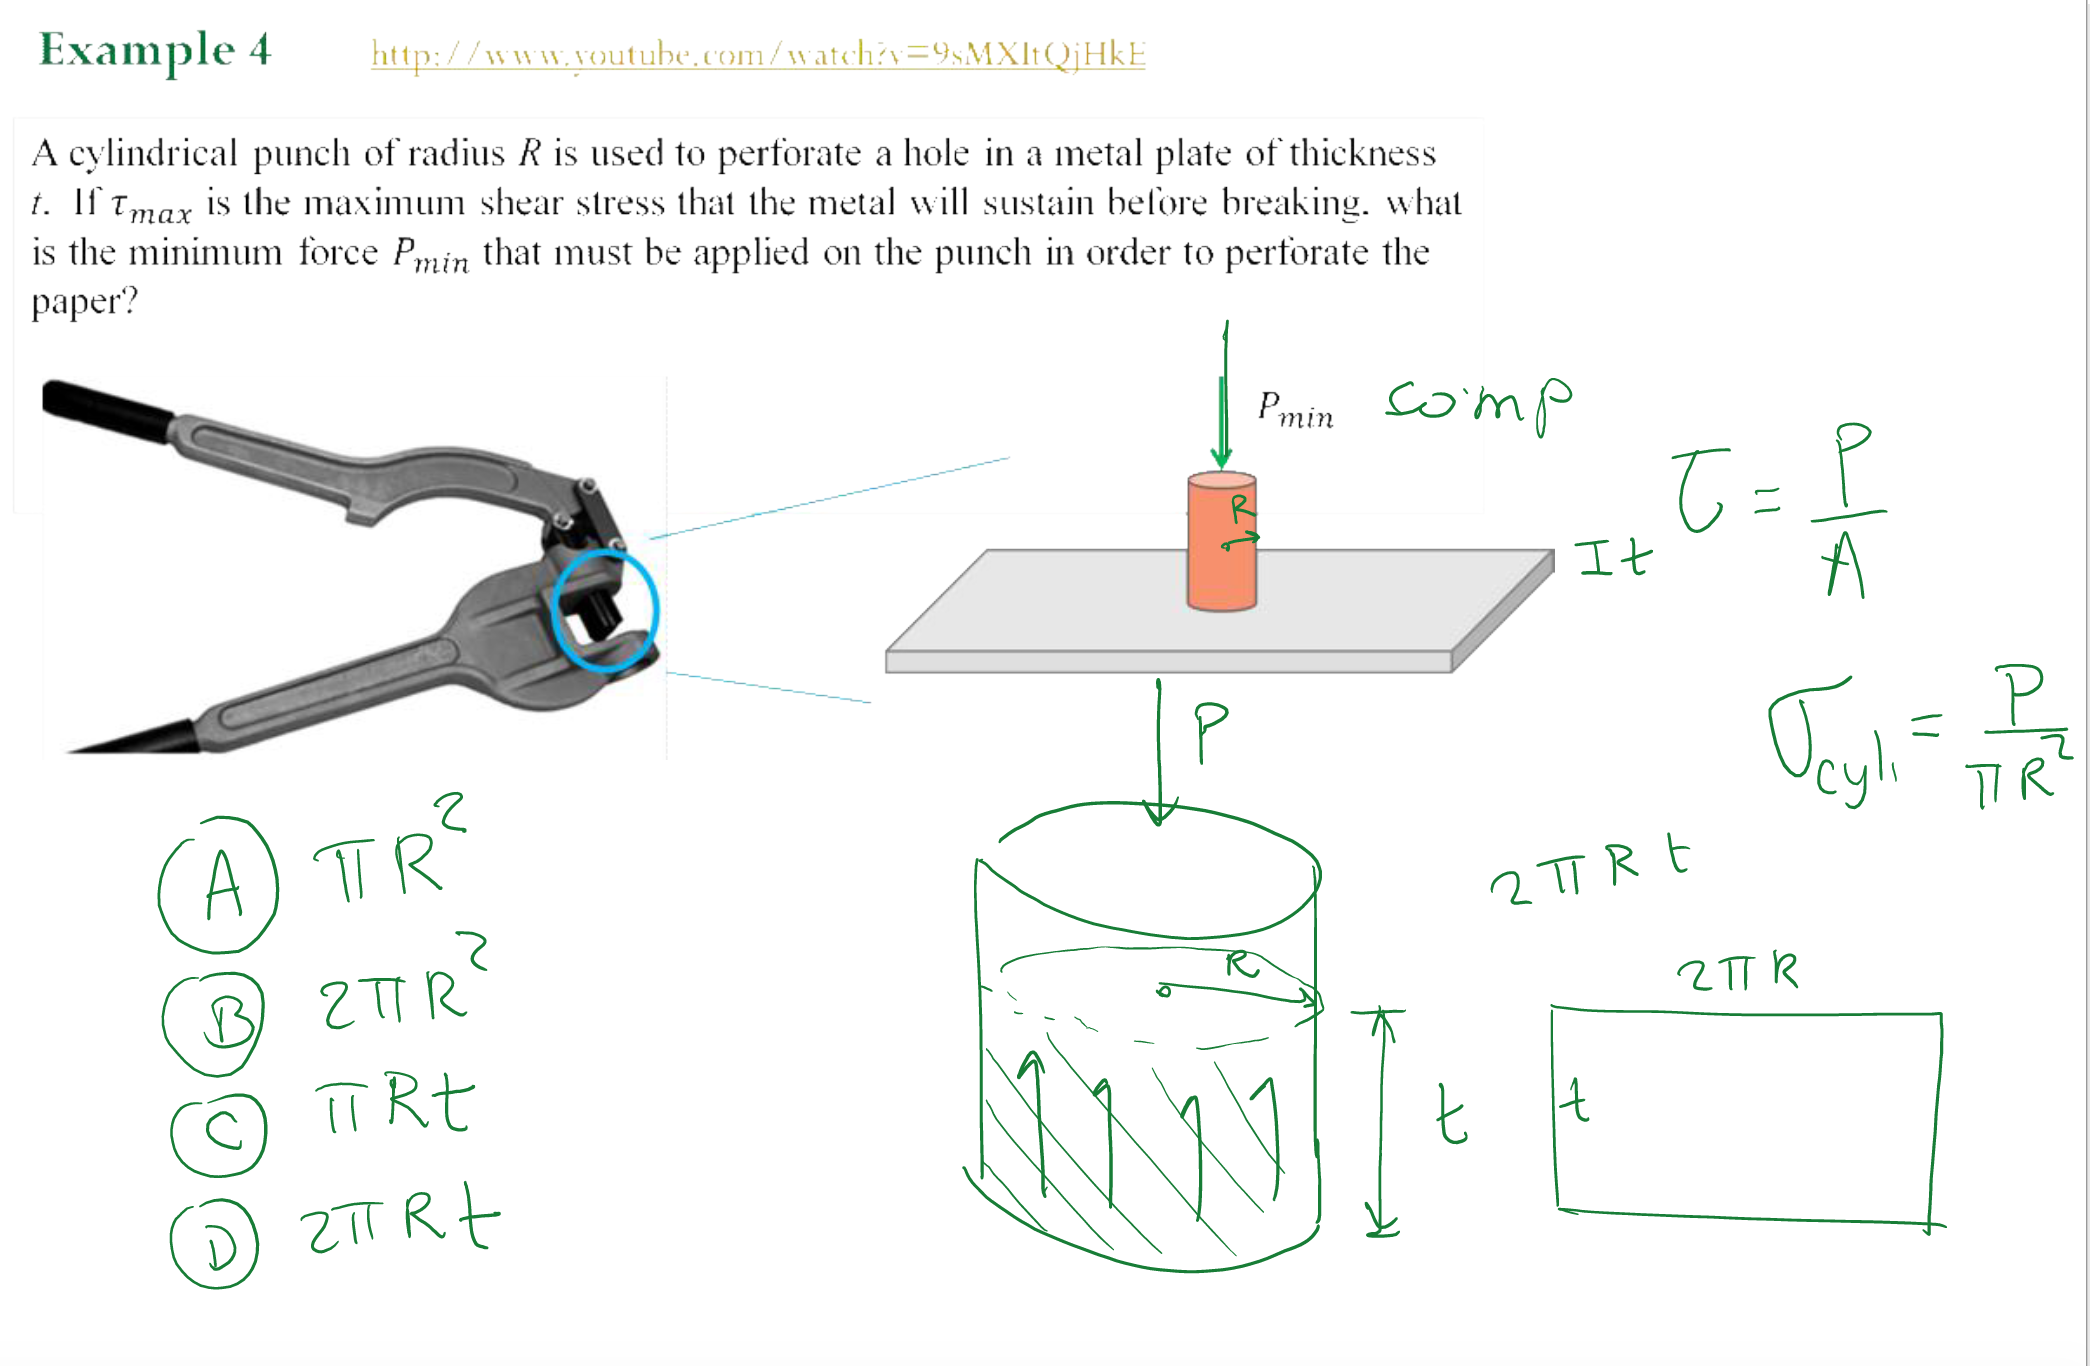 Example 4
http://www.youtube.com/watch?v=9sMXItQjHkE
A cylindrical punch of radius R is used to perforate a hole in a metal plate of thickness
t. If τmax is the maximum shear stress that the metal will sustain before breaking. what
is the minimum force Pmin that must be applied on the punch in order to perforate the
paper?
Pmin comp
R
It
τ = P/A
σcyl. = P/πR²
P
A πR²
B 2πR²
C πRt
D 2πRt
R
t
2πRt
2πR
t